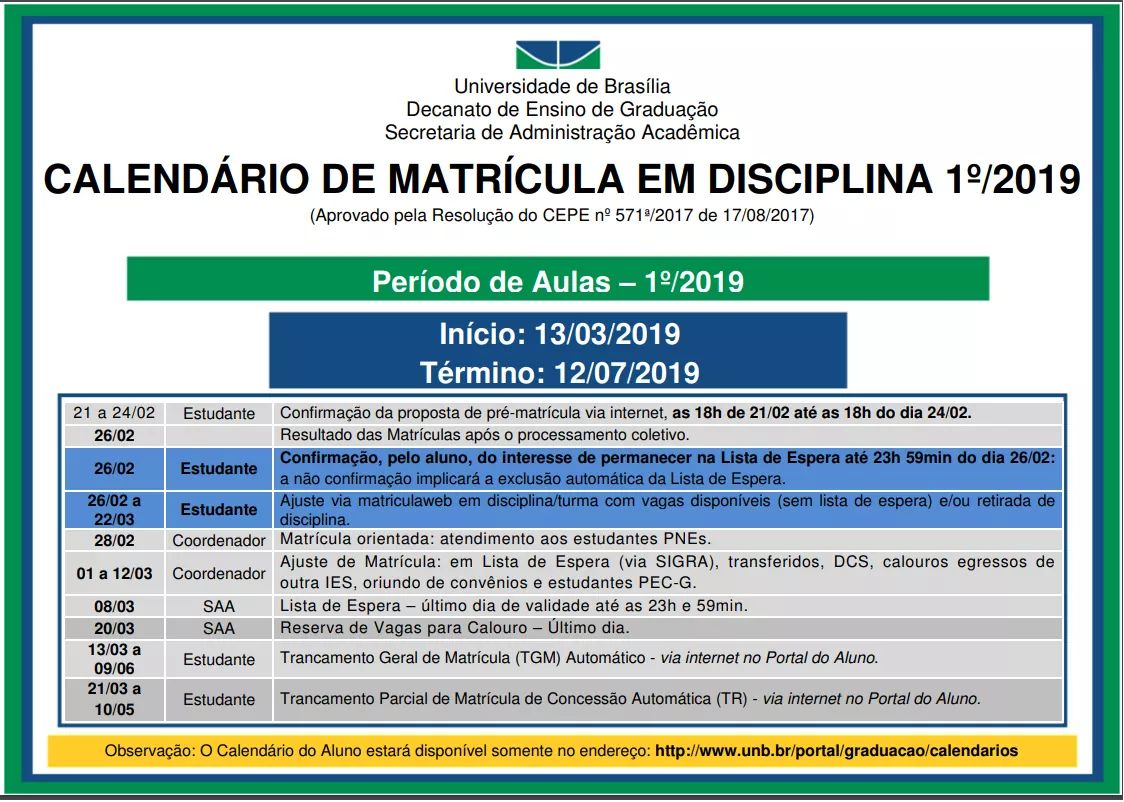 Universidade de Brasília
Decanato de Ensino de Graduação
Secretaria de Administração Acadêmica
CALENDÁRIO DE MATRÍCULA EM DISCIPLINA 1º/2019
(Aprovado pela Resolução do CEPE nº 571ª/2017 de 17/08/2017)
Período de Aulas – 1º/2019
Início: 13/03/2019
Término: 12/07/2019
21 a 24/02 Estudante Confirmação da proposta de pré-matrícula via internet, as 18h de 21/02 até as 18h do dia 24/02.
26/02 Resultado das Matrículas após o processamento coletivo.
26/02 Estudante Confirmação, pelo aluno, do interesse de permanecer na Lista de Espera até 23h 59min do dia 26/02:
a não confirmação implicará a exclusão automática da Lista de Espera.
26/02 a
22/03
Estudante
Ajuste via matriculaweb em disciplina/turma com vagas disponíveis (sem lista de espera) e/ou retirada de
disciplina.
28/02 Coordenador Matrícula orientada: atendimento aos estudantes PNEs.
01 a 12/03 Coordenador Ajuste de Matrícula: em Lista de Espera (via SIGRA), transferidos, DCS, calouros egressos de
outra IES, oriundo de convênios e estudantes PEC-G.
08/03 SAA Lista de Espera – último dia de validade até as 23h e 59min.
20/03 SAA Reserva de Vagas para Calouro – Último dia.
13/03 a
09/06
Estudante Trancamento Geral de Matrícula (TGM) Automático - via internet no Portal do Aluno.
21/03 a
10/05
Estudante Trancamento Parcial de Matrícula de Concessão Automática (TR) - via internet no Portal do Aluno.
Observação: O Calendário do Aluno estará disponível somente no endereço: http://www.unb.br/portal/graduacao/calendarios